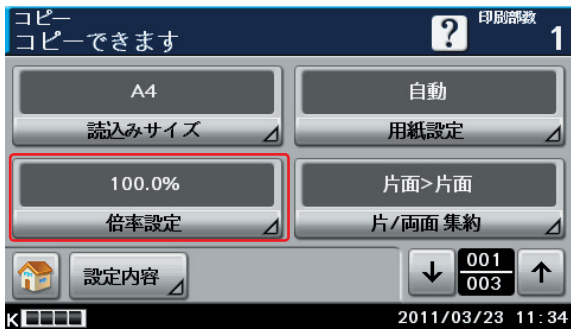 コピー
コピーできます
?
印刷部数
1
A4
読込みサイズ
自動
用紙設定
100.0%
倍率設定
片面>片面
片/両面 集約
設定内容
↓
001
003
↑
K
2011/03/23 11:34